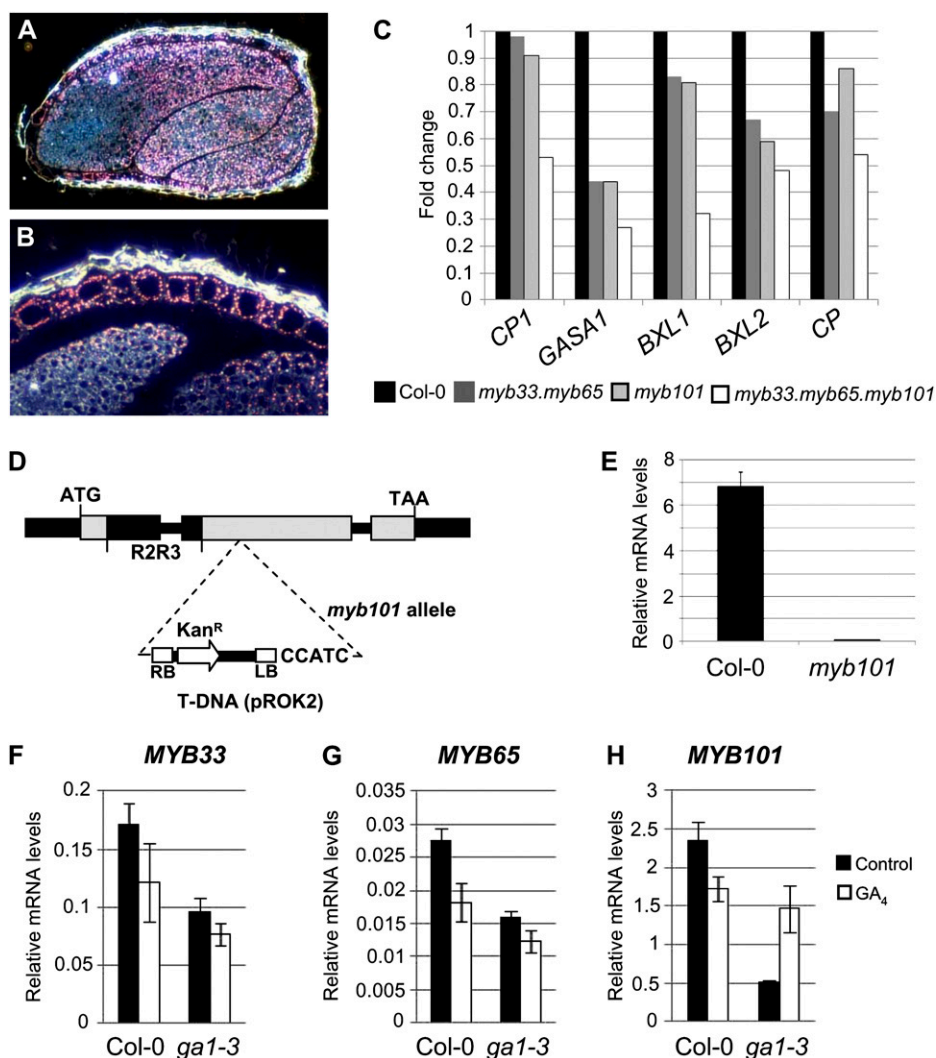 A
B
C
Fold change
1
0.9
0.8
0.7
0.6
0.5
0.4
0.3
0.2
0.1
0
CP1
GASA1
BXL1
BXL2
CP
Col-0
myb33.myb65
myb101
myb33.myb65.myb101
D
ATG
TAA
R2R3
myb101 allele
Kan^R
CCATC
RB
LB
T-DNA (pROK2)
E
Relative mRNA levels
8
7
6
4
2
0
Col-0
myb101
F
MYB33
Relative mRNA levels
0.2
0.15
0.1
0.05
0
Col-0
ga1-3
G
MYB65
Relative mRNA levels
0.035
0.03
0.025
0.02
0.015
0.01
0.005
0
Col-0
ga1-3
H
MYB101
Relative mRNA levels
3
2.5
2
1.5
1
0.5
0
Col-0
ga1-3
Control
GA₄